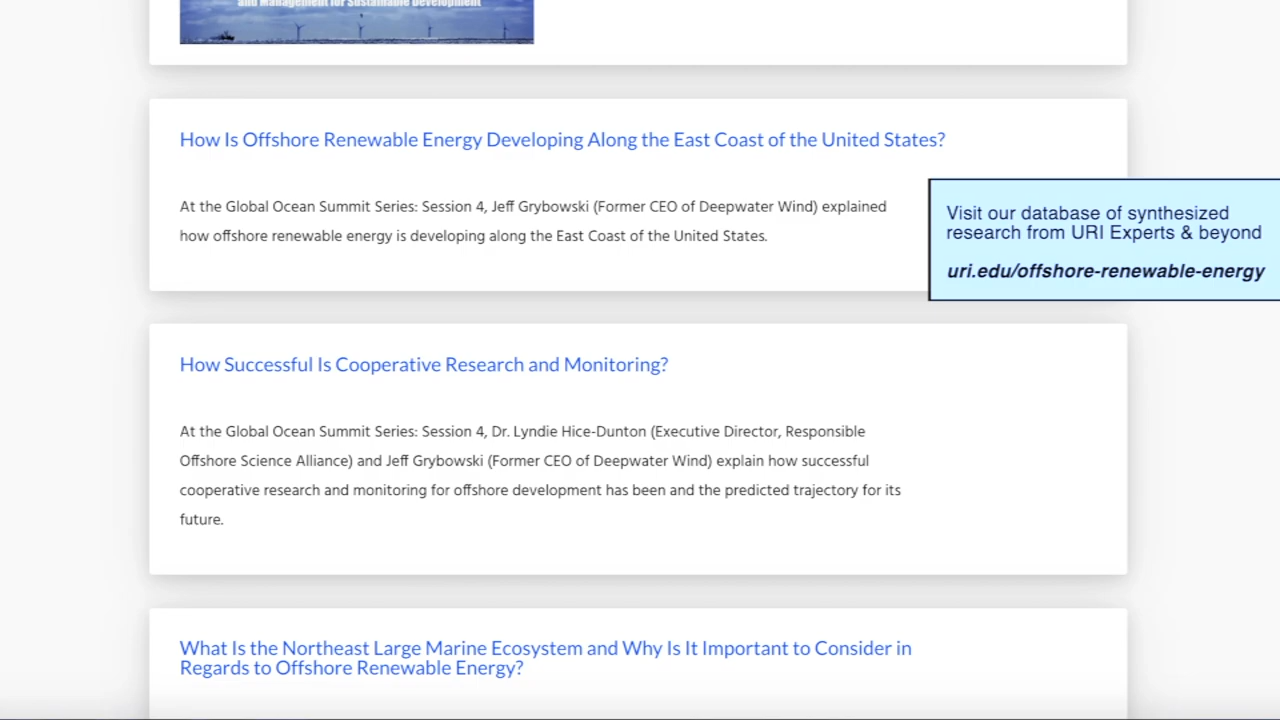 and Management for Sustainable Development
How Is Offshore Renewable Energy Developing Along the East Coast of the United States?
At the Global Ocean Summit Series: Session 4, Jeff Grybowski (Former CEO of Deepwater Wind) explained
how offshore renewable energy is developing along the East Coast of the United States.
Visit our database of synthesized
research from URI Experts & beyond
uri.edu/offshore-renewable-energy
How Successful Is Cooperative Research and Monitoring?
At the Global Ocean Summit Series: Session 4, Dr. Lyndie Hice-Dunton (Executive Director, Responsible
Offshore Science Alliance) and Jeff Grybowski (Former CEO of Deepwater Wind) explain how successful
cooperative research and monitoring for offshore development has been and the predicted trajectory for its
future.
What Is the Northeast Large Marine Ecosystem and Why Is It Important to Consider in
Regards to Offshore Renewable Energy?